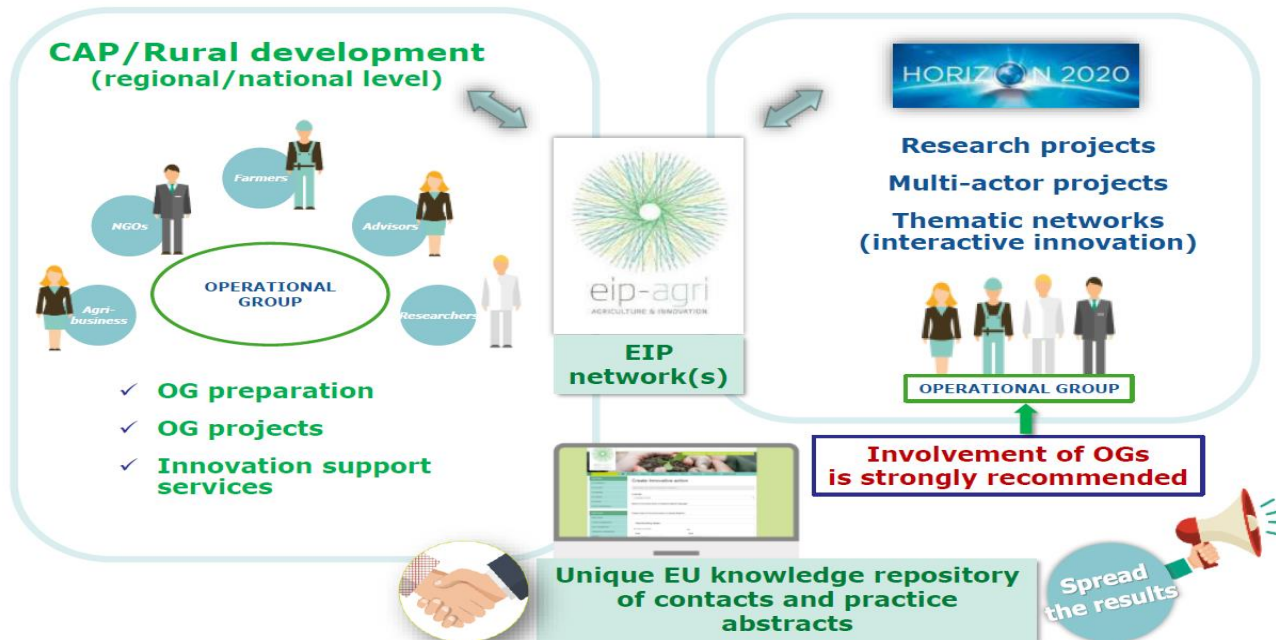 CAP/Rural development
(regional/national level)
Farmers
NGOs
Advisors
Agri-
business
Researchers
OPERATIONAL
GROUP
✓ OG preparation
✓ OG projects
✓ Innovation support
services
eip-agri
AGRICULTURE & INNOVATION
EIP
network(s)
HORIZON 2020
Research projects
Multi-actor projects
Thematic networks
(interactive innovation)
OPERATIONAL GROUP
Involvement of OGs
is strongly recommended
Create innovative action
Unique EU knowledge repository
of contacts and practice
abstracts
Spread
the results